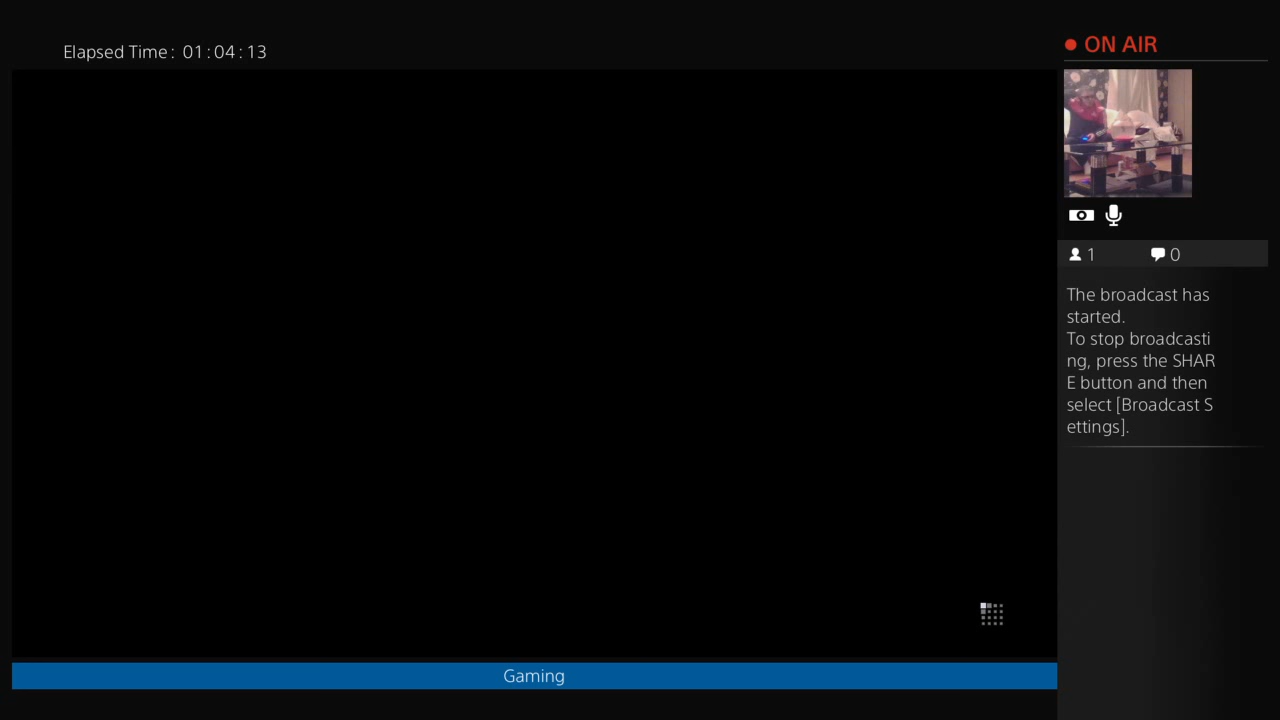 Elapsed Time: 01:04:13
ON AIR
1 0
The broadcast has
started.
To stop broadcasti
ng, press the SHAR
E button and then
select [Broadcast S
ettings].
Gaming